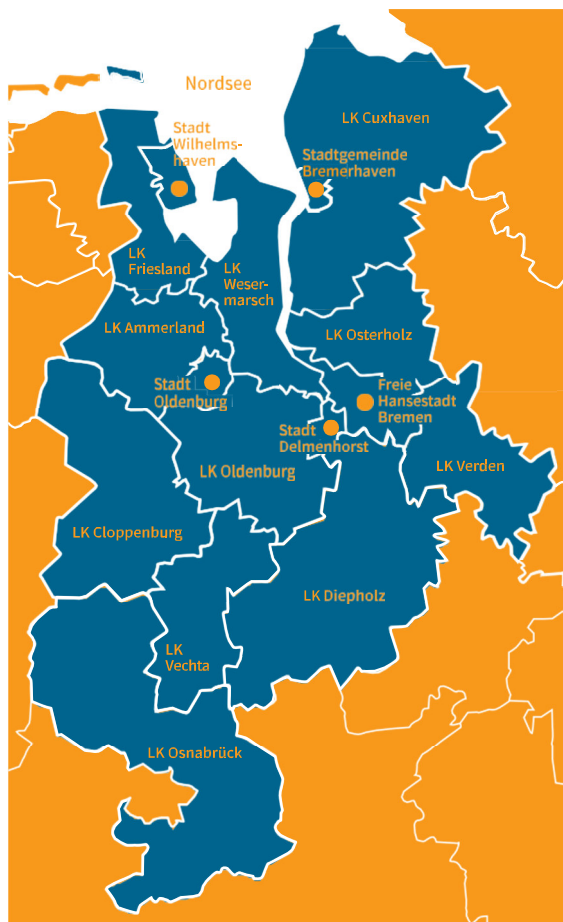 Nordsee
LK Cuxhaven
Stadt
Wilhelms-
haven
Stadtgemeinde
Bremerhaven
LK
Friesland
LK
Weser-
marsch
LK Ammerland
LK Osterholz
Stadt
Oldenburg
Freie
Hansestadt
Bremen
Stadt
Delmenhorst
LK Oldenburg
LK Verden
LK Cloppenburg
LK Diepholz
LK
Vechta
LK Osnabrück